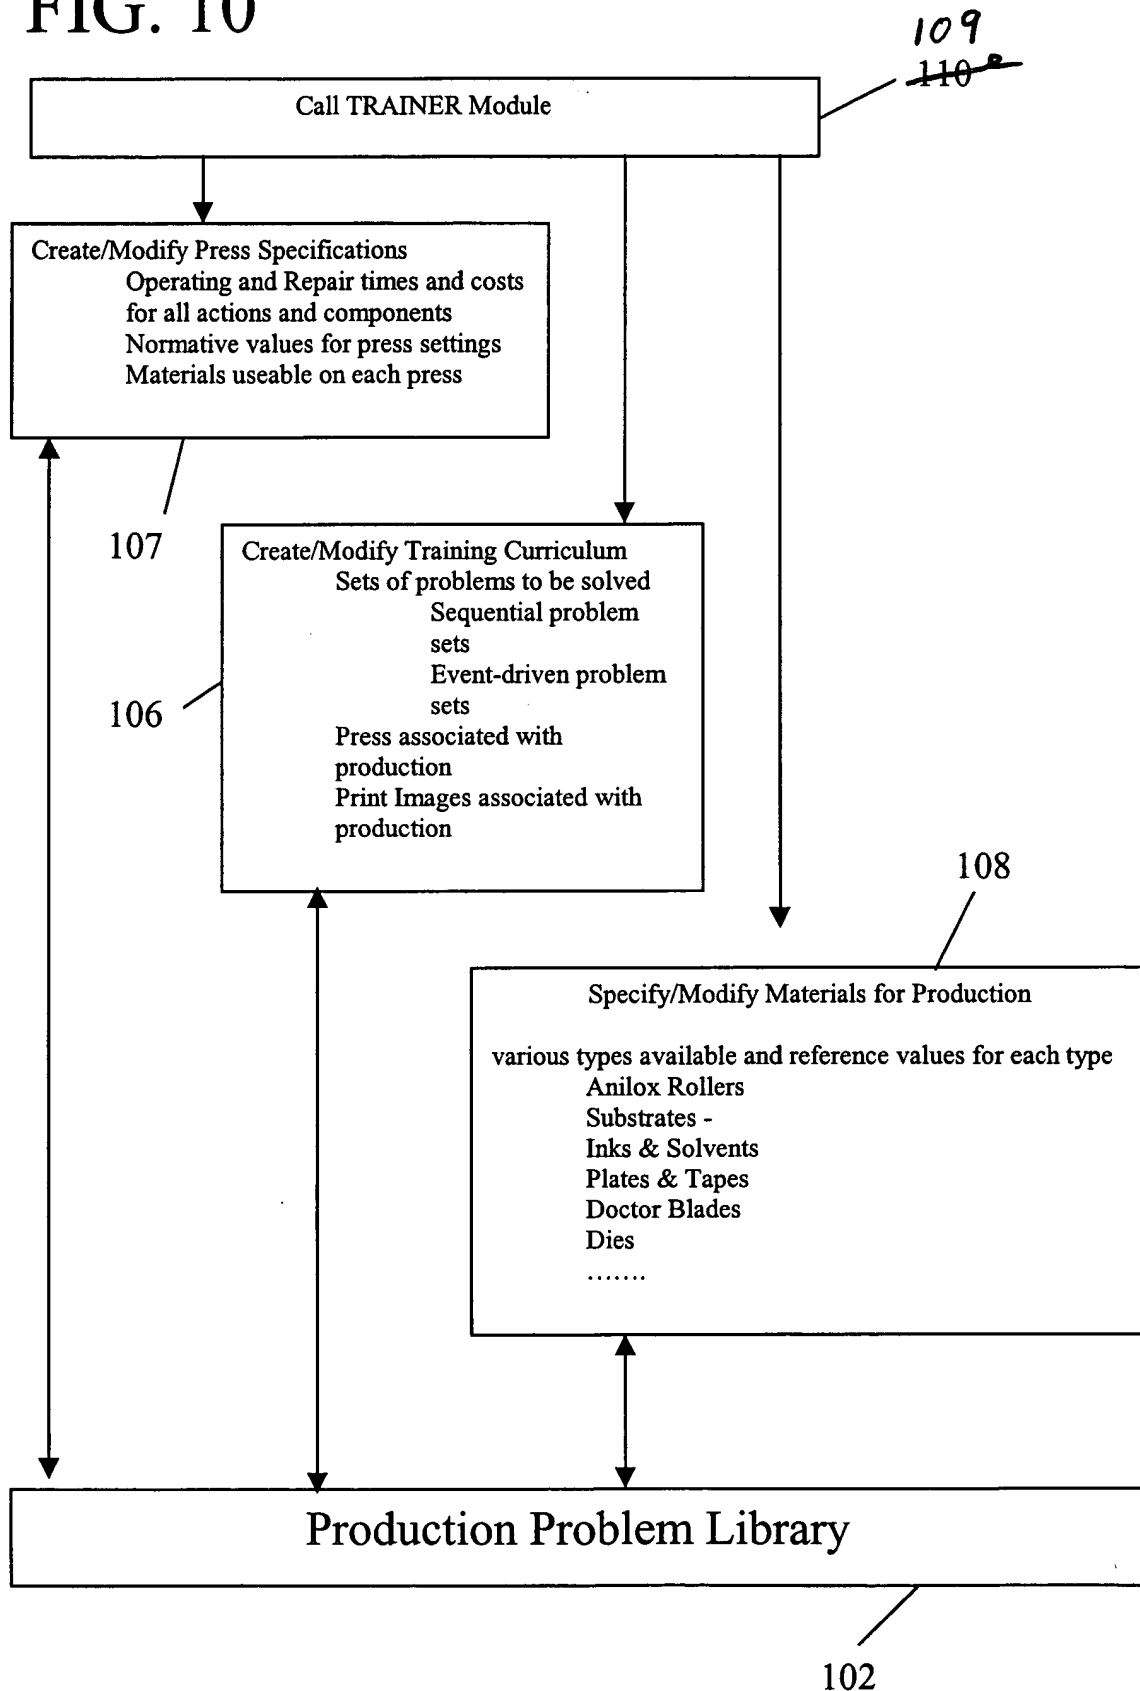 FIG. 10
109
110
Call TRAINER Module
Create/Modify Press Specifications
Operating and Repair times and costs
for all actions and components
Normative values for press settings
Materials useable on each press
107
Create/Modify Training Curriculum
Sets of problems to be solved
Sequential problem
sets
Event-driven problem
sets
Press associated with
production
Print Images associated with
production
106
108
Specify/Modify Materials for Production
various types available and reference values for each type
Anilox Rollers
Substrates -
Inks & Solvents
Plates & Tapes
Doctor Blades
Dies
.......
Production Problem Library
102